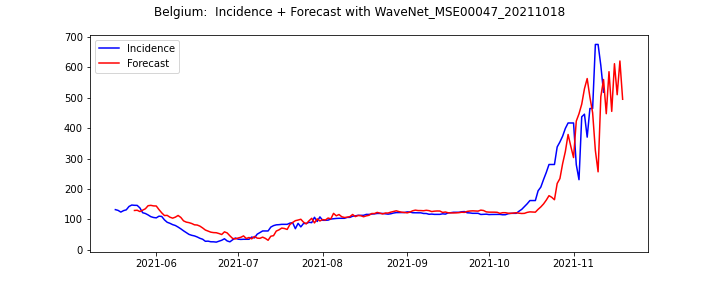 Belgium:  Incidence + Forecast with WaveNet_MSE00047_20211018
Incidence
Forecast
700
600
500
400
300
200
100
0
2021-06 2021-07 2021-08 2021-09 2021-10 2021-11